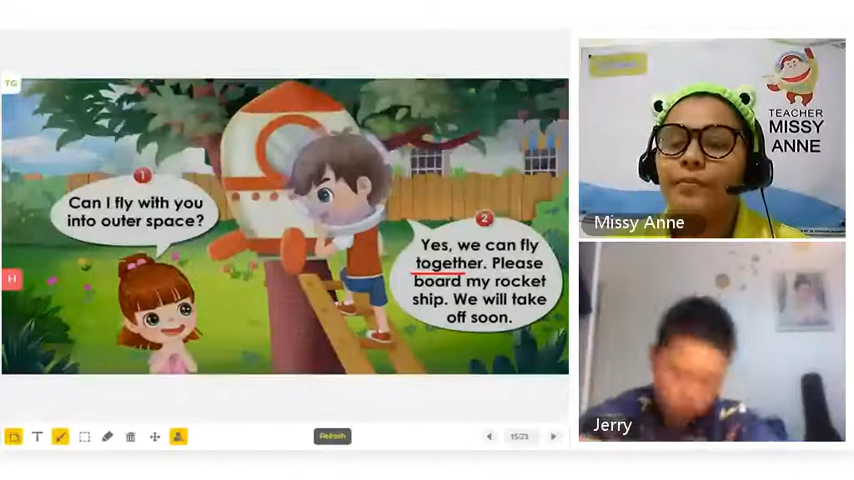 TG
1
Can I fly with you
into outer space?
2
Yes, we can fly
together. Please
board my rocket
ship. We will take
off soon.
H
T
Refresh
15/23
TEACHER
MISSY
ANNE
Missy Anne
Jerry